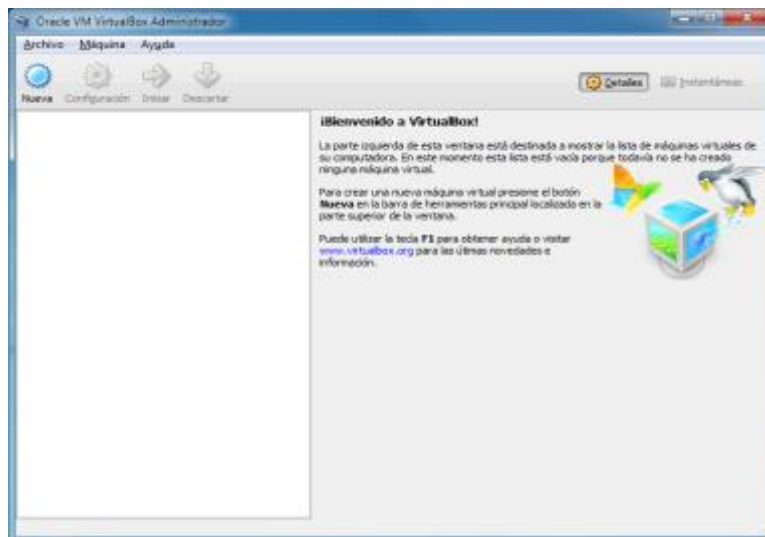 Oracle VM VirtualBox Administrador
Archivo Máquina Ayuda
Nueva Configuración Iniciar Descartar
Detalles Instantáneas
¡Bienvenido a VirtualBox!
La parte izquierda de esta ventana está destinada a mostrar la lista de máquinas virtuales de
su computadora. En este momento esta lista está vacía porque todavía no se ha creado
ninguna máquina virtual.
Para crear una nueva máquina virtual presione el botón
Nueva en la barra de herramientas principal localizada en la
parte superior de la ventana.
Puede utilizar la tecla F1 para obtener ayuda o visitar
www.virtualbox.org para las útimas novedades e
información.